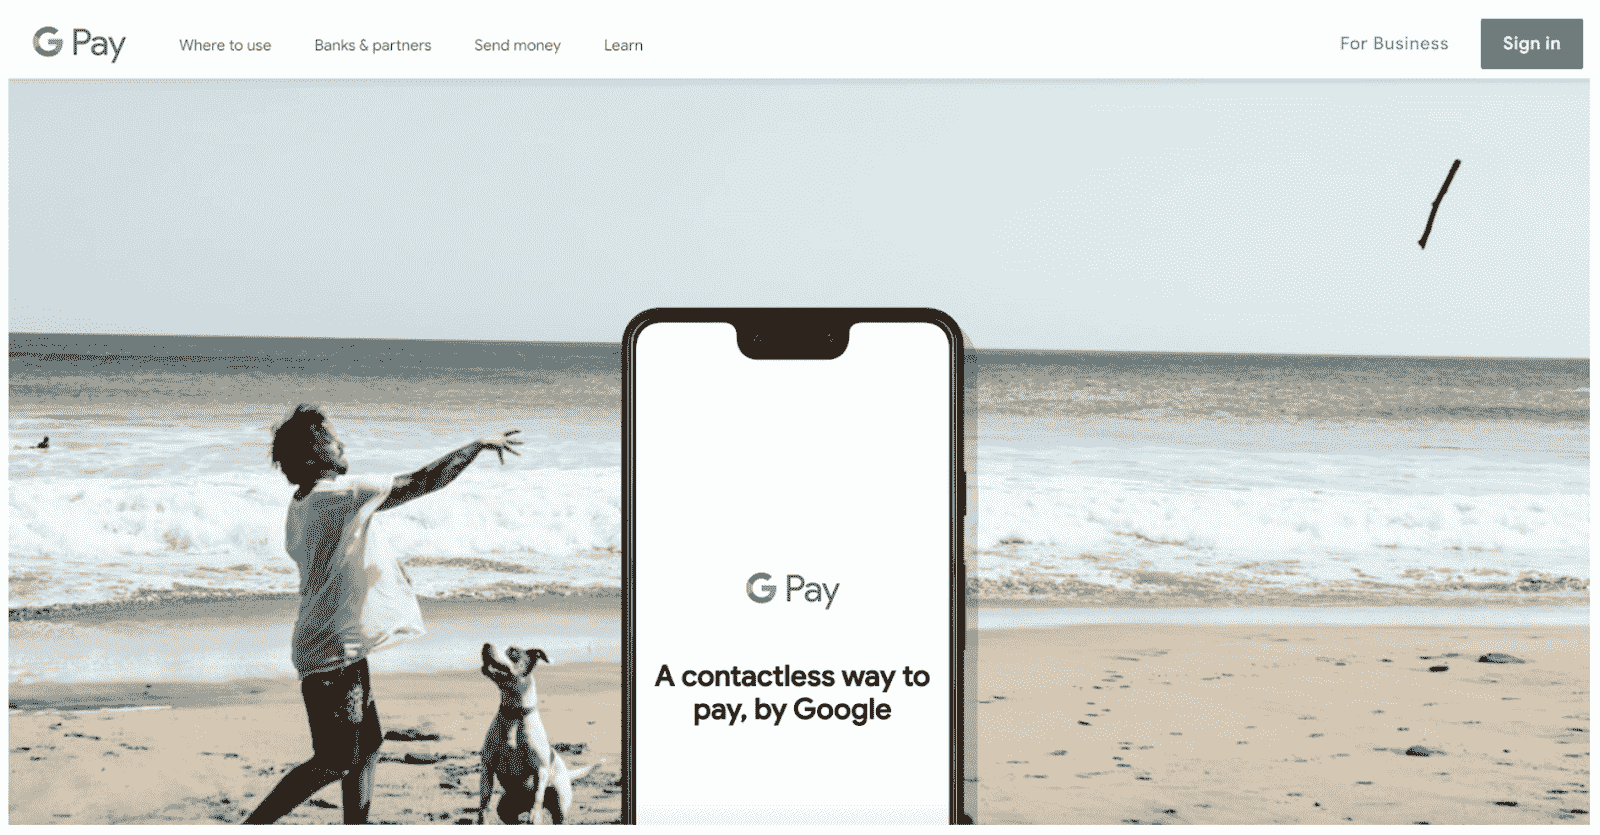 G Pay
Where to use
Banks & partners
Send money
Learn
For Business
Sign in
G Pay
A contactless way to
pay, by Google